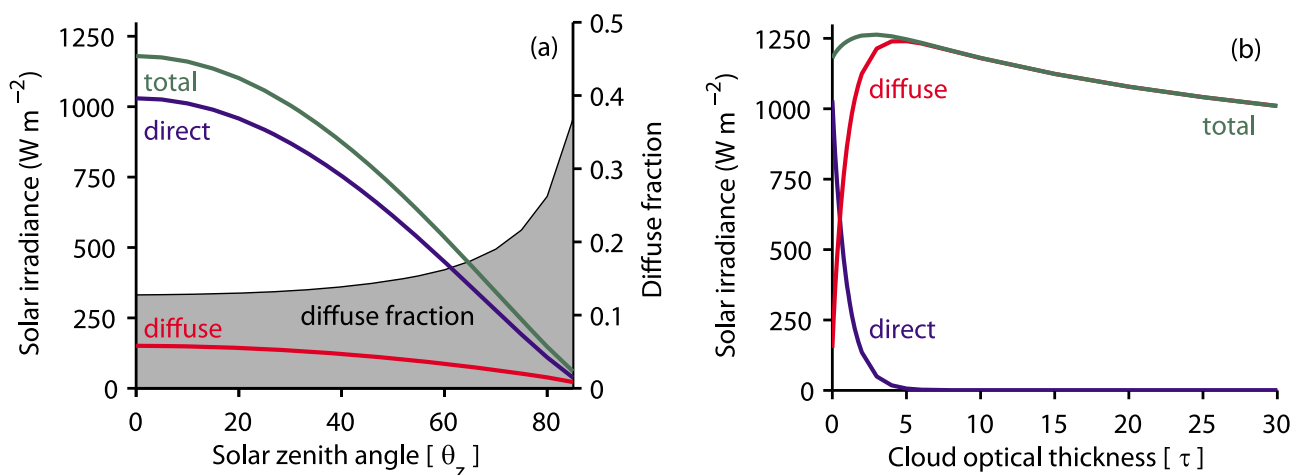 (a)
Solar irradiance (W m⁻²)
1250
1000
750
500
250
0
total
direct
diffuse
diffuse fraction
0.5
0.4
0.3
0.2
0.1
0
Diffuse fraction
0 20 40 60 80
Solar zenith angle [ θz ]
(b)
Solar irradiance (W m⁻²)
1250
1000
750
500
250
0
diffuse
total
direct
0 5 10 15 20 25 30
Cloud optical thickness [ τ ]